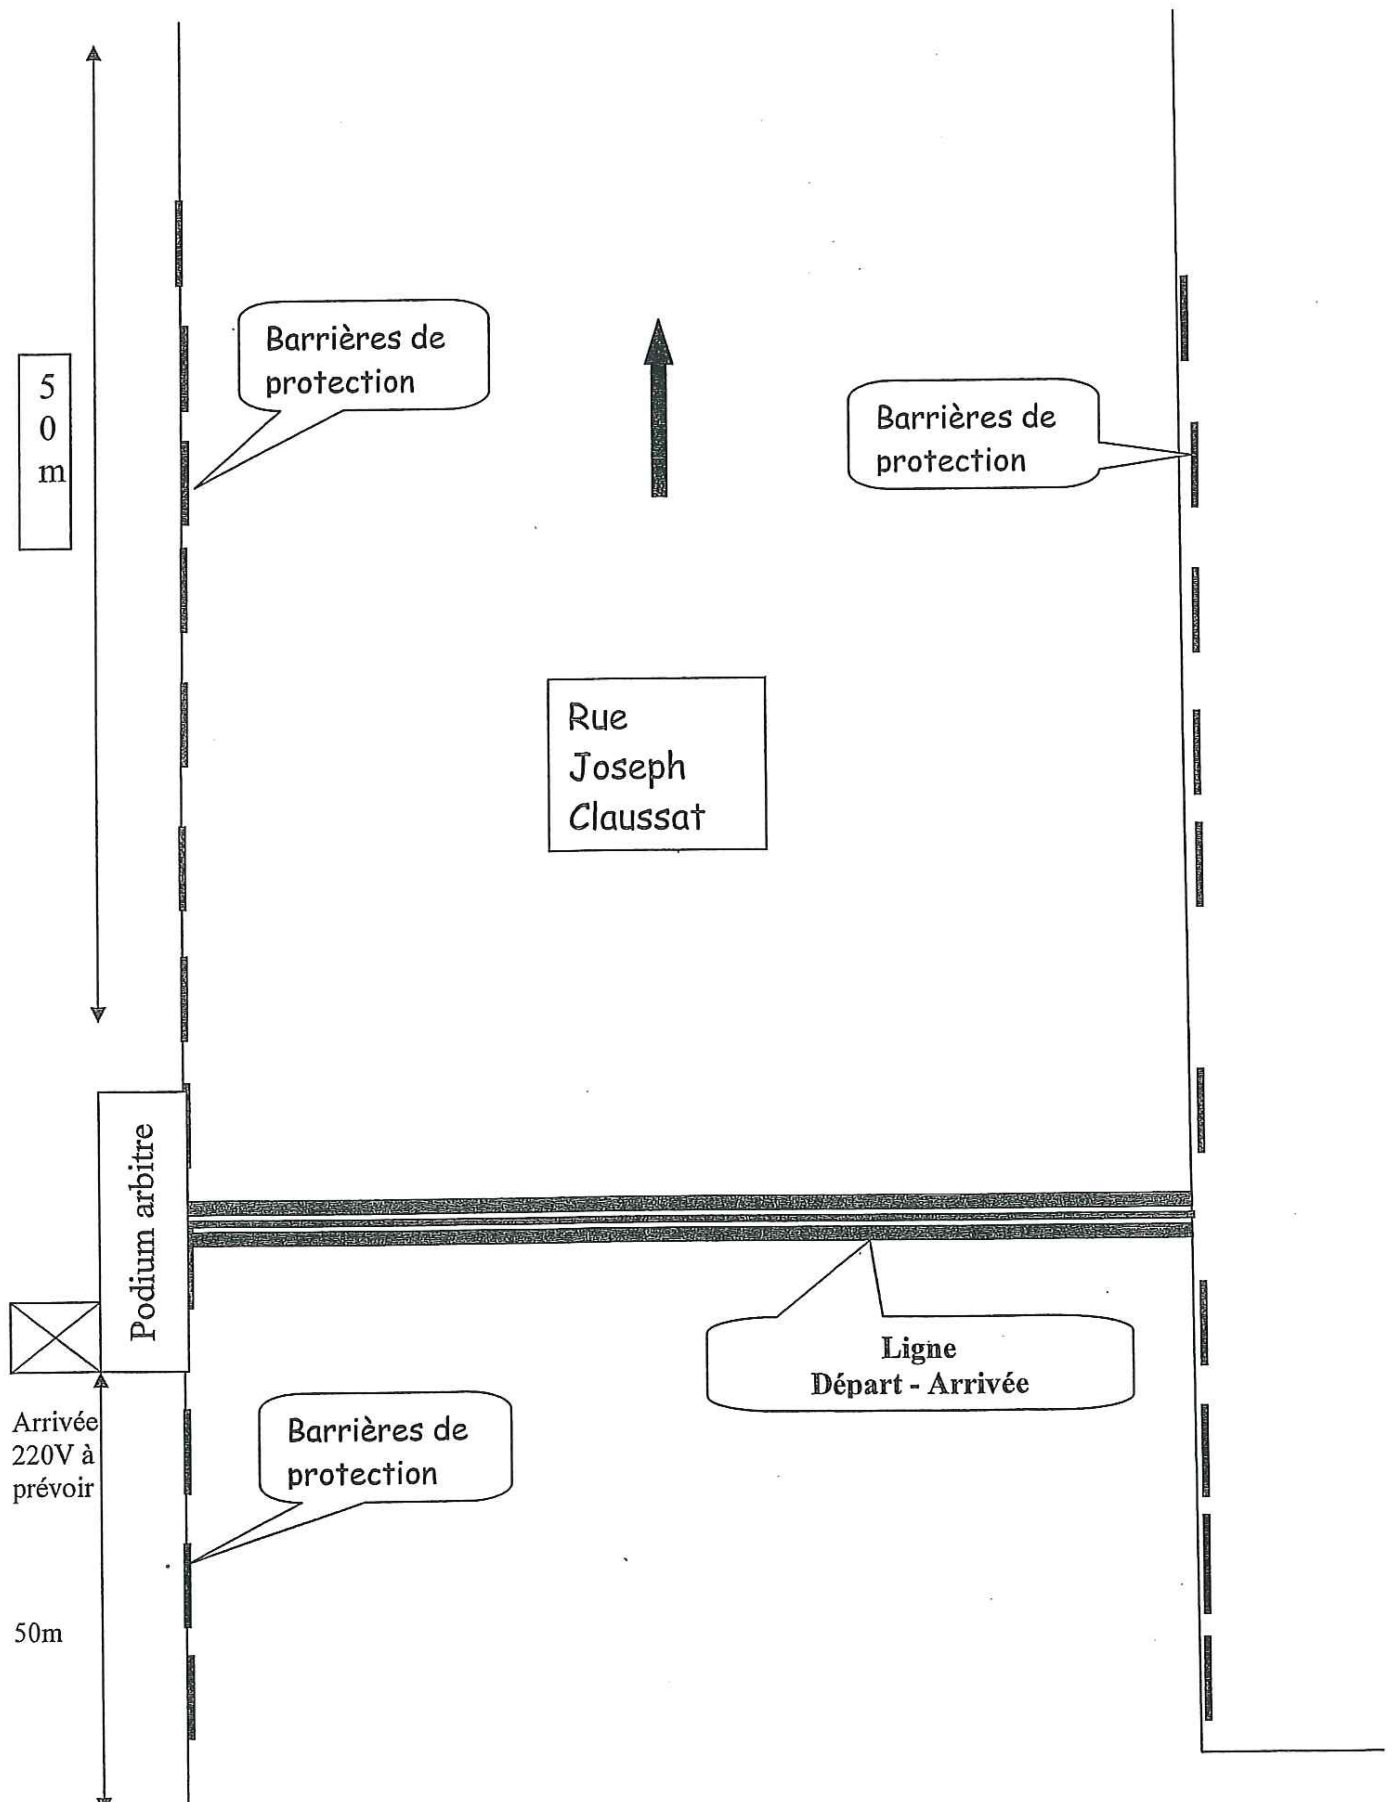 Barrières de
protection
5
0
m
Barrières de
protection
Rue
Joseph
Claussat
Podium arbitre
Ligne
Départ - Arrivée
Arrivée
220V à
prévoir
Barrières de
protection
50m